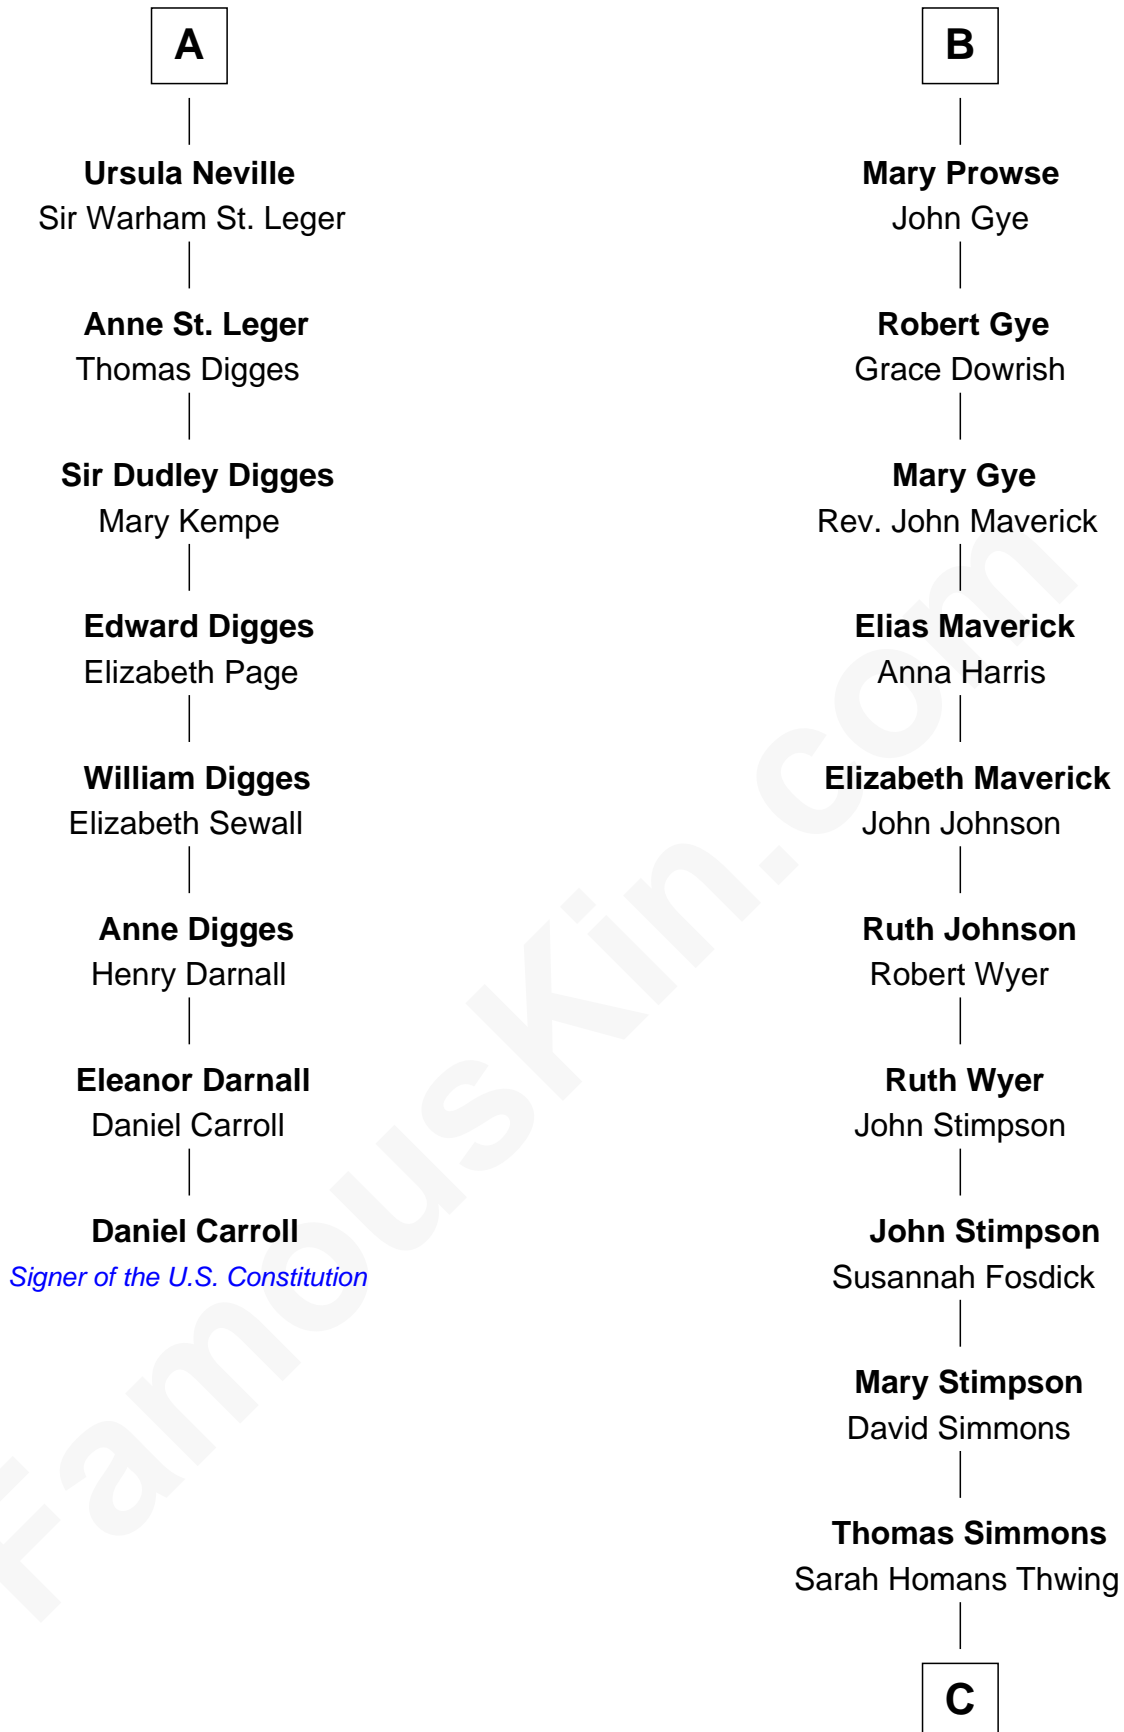 A
Ursula Neville
Sir Warham St. Leger
Anne St. Leger
Thomas Digges
Sir Dudley Digges
Mary Kempe
Edward Digges
Elizabeth Page
William Digges
Elizabeth Sewall
Anne Digges
Henry Darnall
Eleanor Darnall
Daniel Carroll
Daniel Carroll
Signer of the U.S. Constitution
B
Mary Prowse
John Gye
Robert Gye
Grace Dowrish
Mary Gye
Rev. John Maverick
Elias Maverick
Anna Harris
Elizabeth Maverick
John Johnson
Ruth Johnson
Robert Wyer
Ruth Wyer
John Stimpson
John Stimpson
Susannah Fosdick
Mary Stimpson
David Simmons
Thomas Simmons
Sarah Homans Thwing
C
FamousKin.com